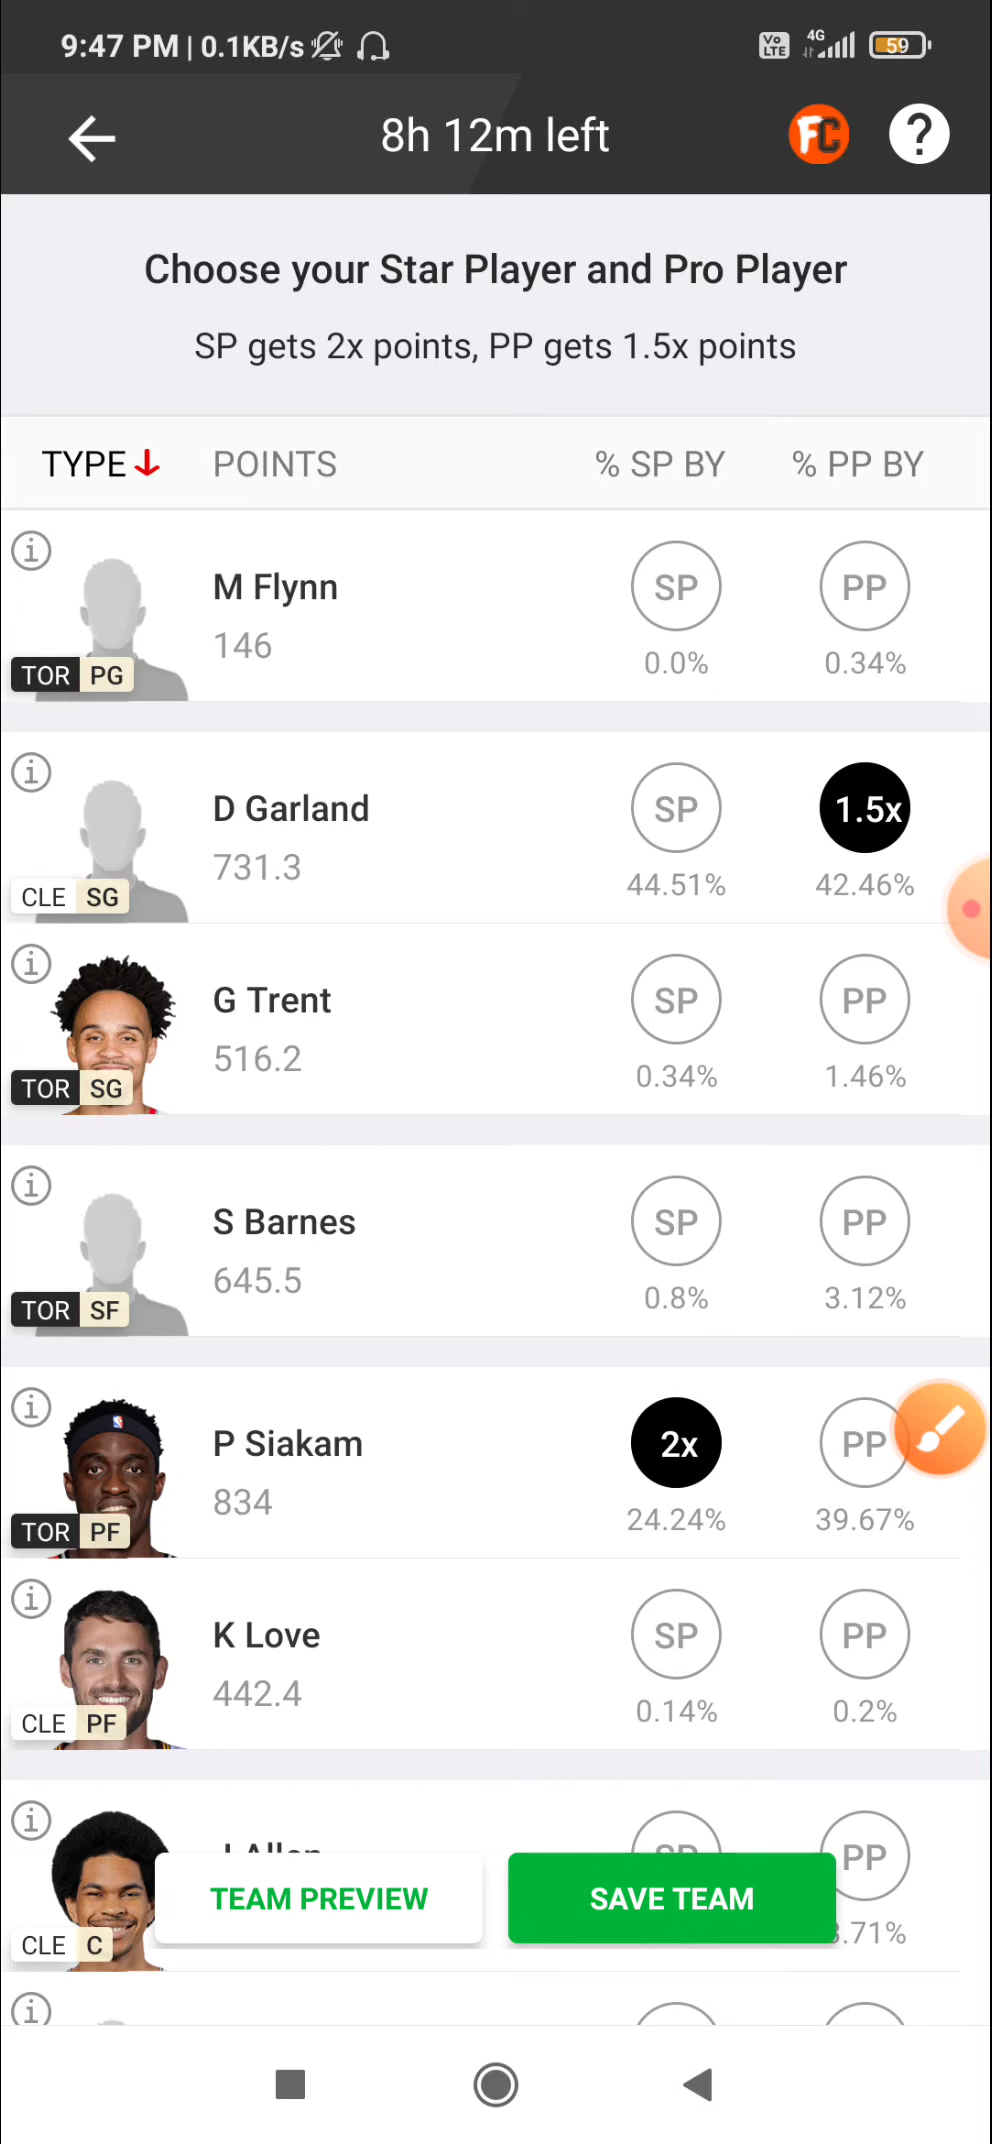 9:47 PM | 0.1KB/s
Vo LTE 4G 59
8h 12m left
FC ?
Choose your Star Player and Pro Player
SP gets 2x points, PP gets 1.5x points
TYPE POINTS % SP BY % PP BY
M Flynn SP PP
146 0.0% 0.34%
TOR PG
D Garland SP 1.5x
731.3 44.51% 42.46%
CLE SG
G Trent SP PP
516.2 0.34% 1.46%
TOR SG
S Barnes SP PP
645.5 0.8% 3.12%
TOR SF
P Siakam 2x PP
834 24.24% 39.67%
TOR PF
K Love SP PP
442.4 0.14% 0.2%
CLE PF
PP
TEAM PREVIEW SAVE TEAM
.71%
CLE C